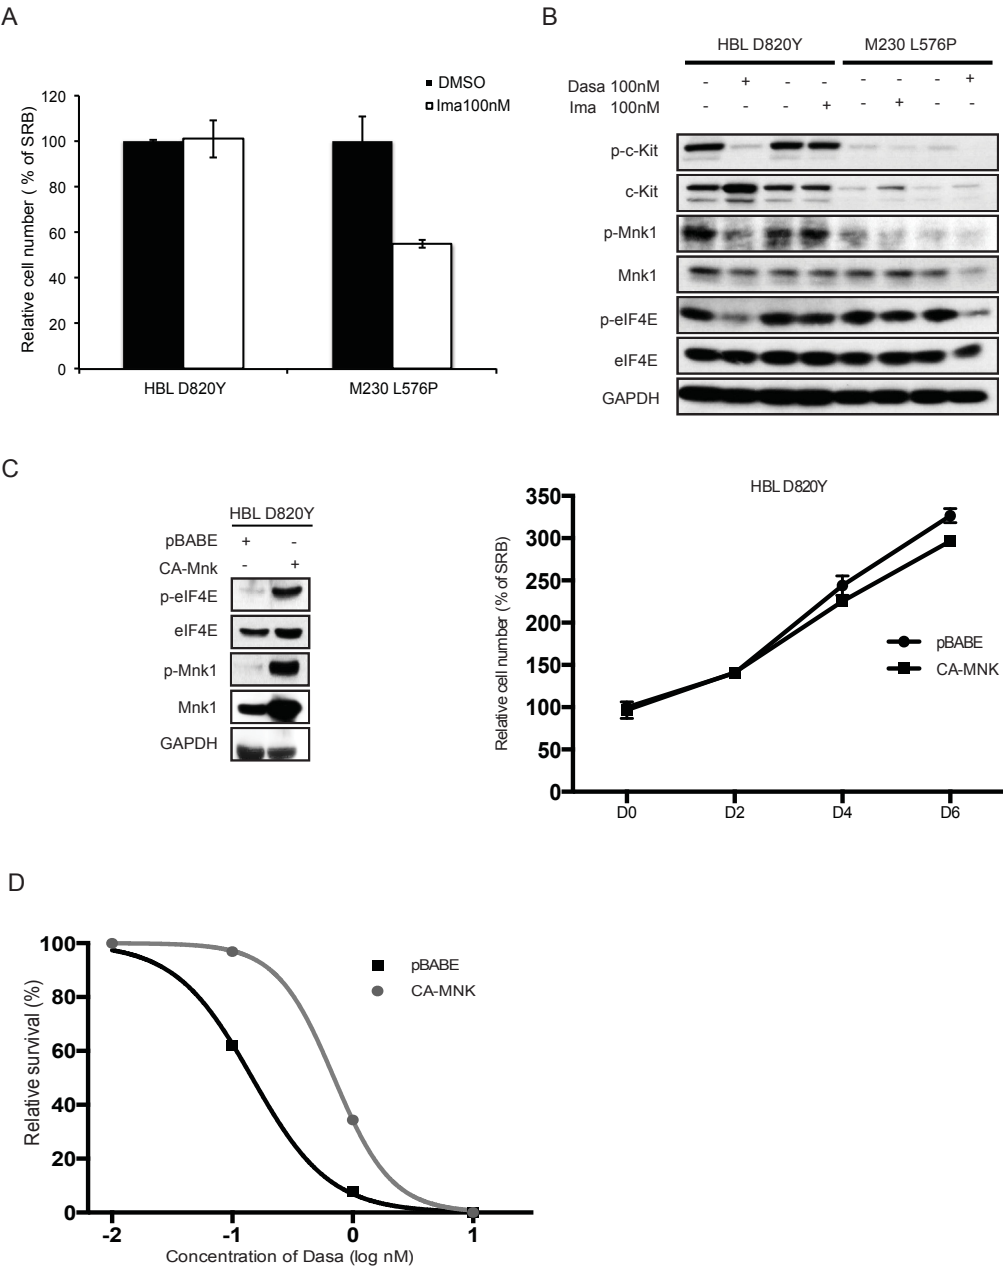 A
DMSO
Ima100nM
Relative cell number ( % of SRB)
120
100
80
60
40
20
0
HBL D820Y
M230 L576P
B
HBL D820Y
M230 L576P
Dasa 100nM - + - - - - - +
Ima 100nM - - - + - + - -
p-c-Kit
c-Kit
p-Mnk1
Mnk1
p-eIF4E
eIF4E
GAPDH
C
HBL D820Y
pBABE + -
CA-Mnk - +
p-eIF4E
eIF4E
p-Mnk1
Mnk1
GAPDH
HBL D820Y
Relative cell number (% of SRB)
350
300
250
200
150
100
50
0
D0 D2 D4 D6
pBABE
CA-MNK
D
Relative survival (%)
100
80
60
40
20
0
-2 -1 0 1
Concentration of Dasa (log nM)
pBABE
CA-MNK